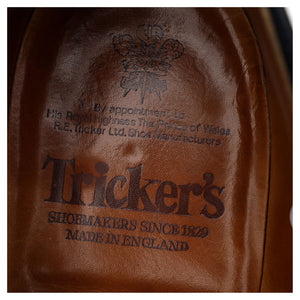 By appointment to
His Royal Highness The Prince of Wales
R.E. Tricker Ltd. Shoe Manufacturers
Tricker's
SHOEMAKERS SINCE 1829
MADE IN ENGLAND